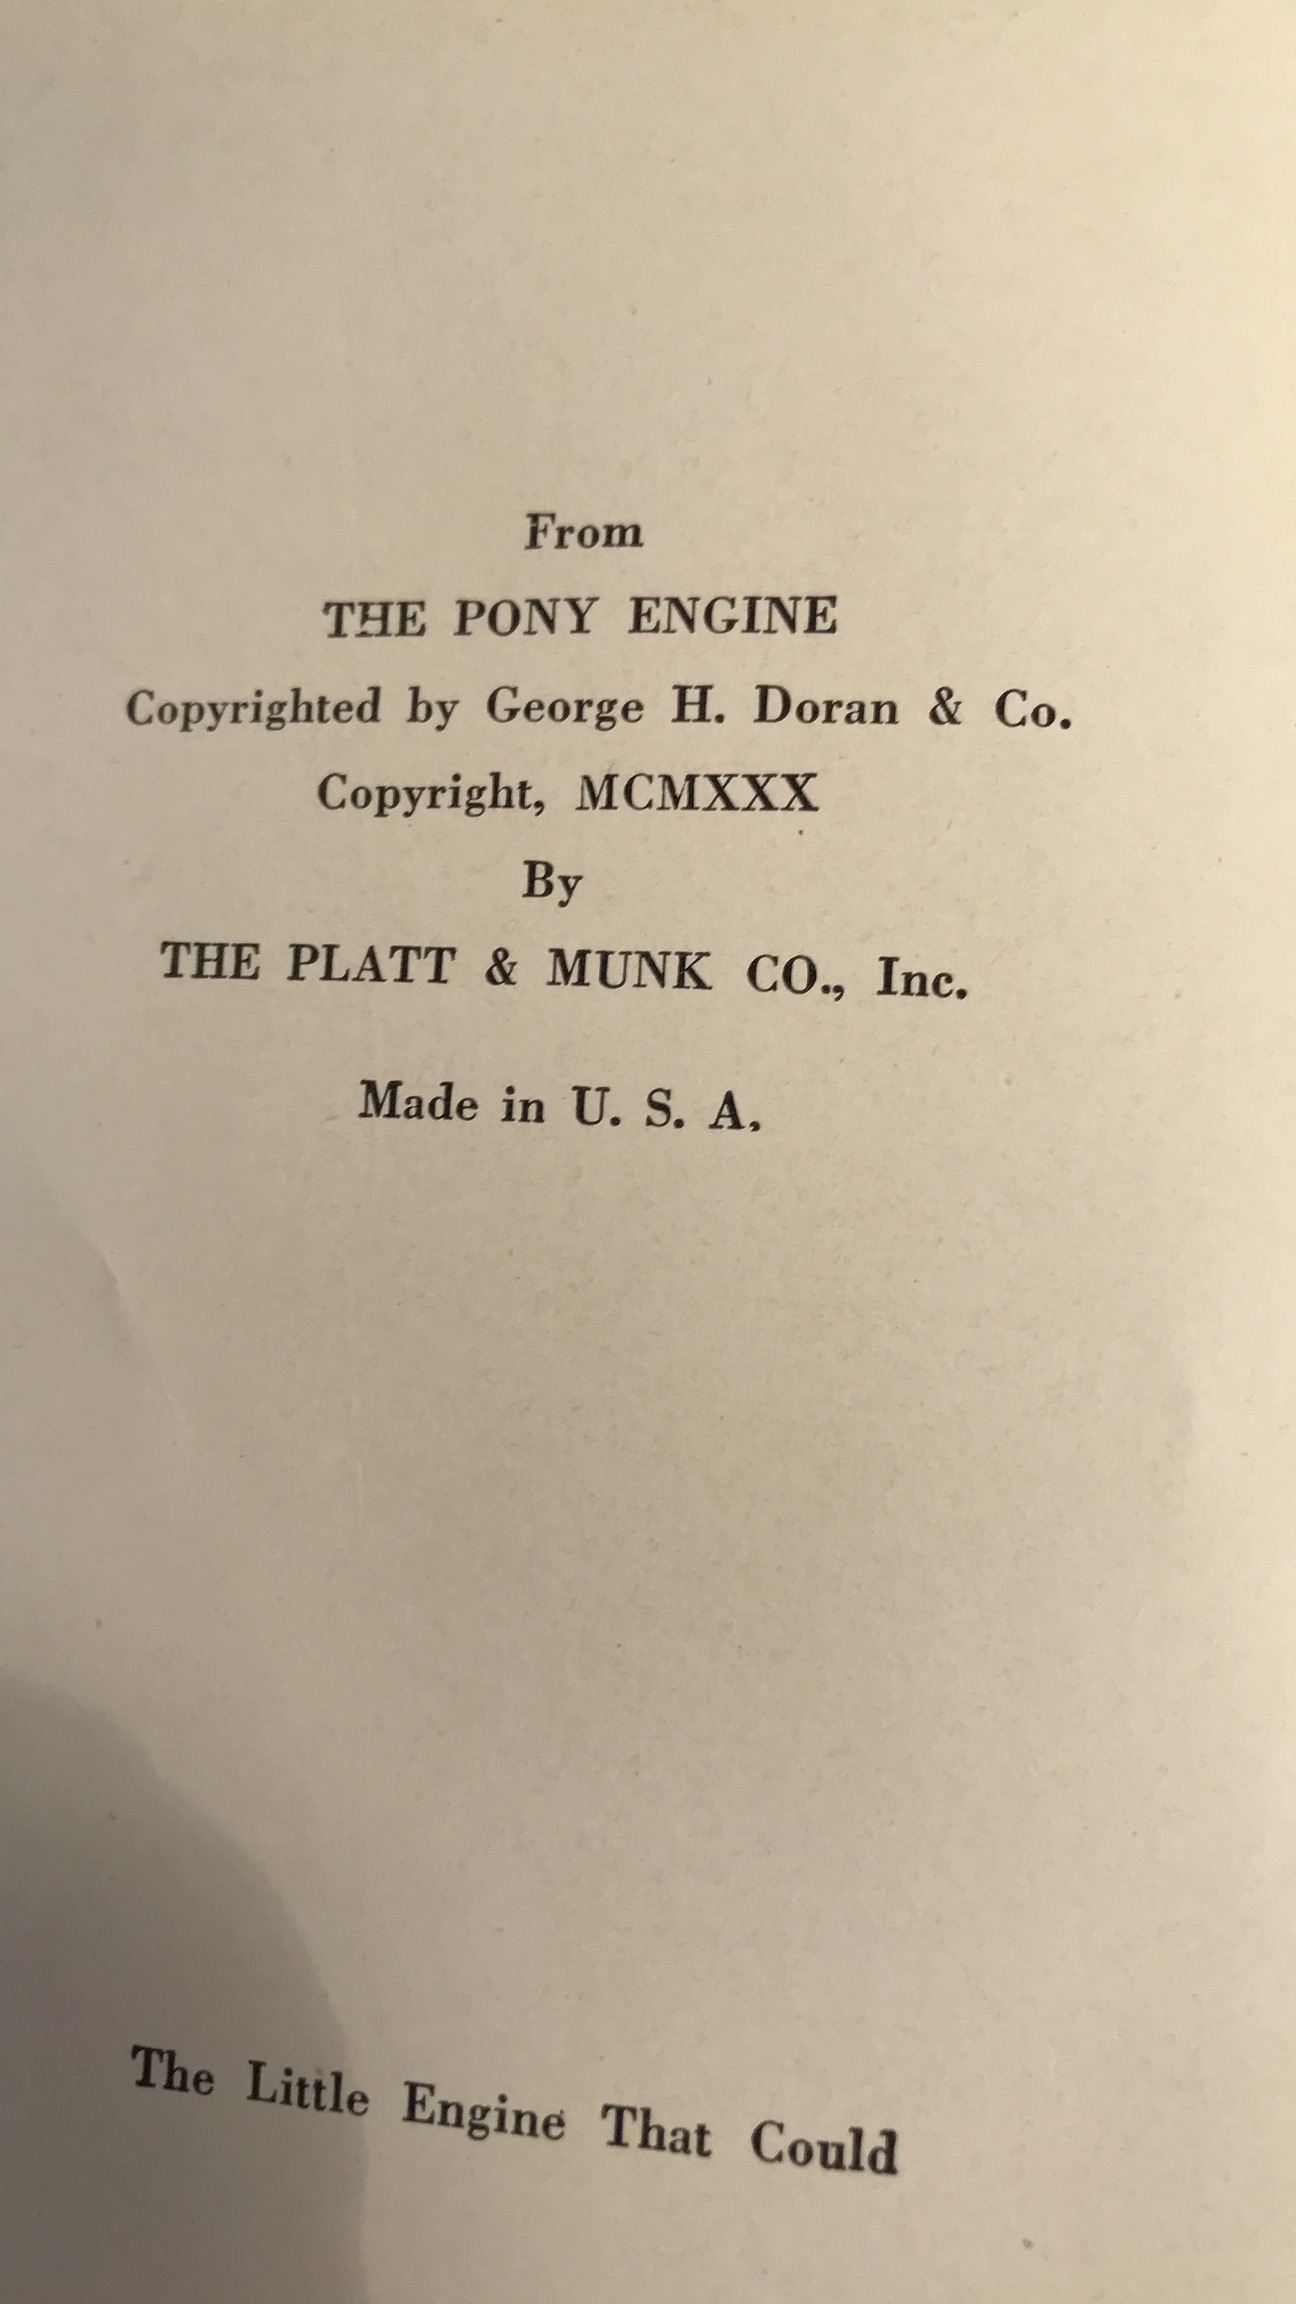 From
THE PONY ENGINE
Copyrighted by George H. Doran & Co.
Copyright, MCMXXX
By
THE PLATT & MUNK CO., Inc.
Made in U. S. A.
The Little Engine That Could